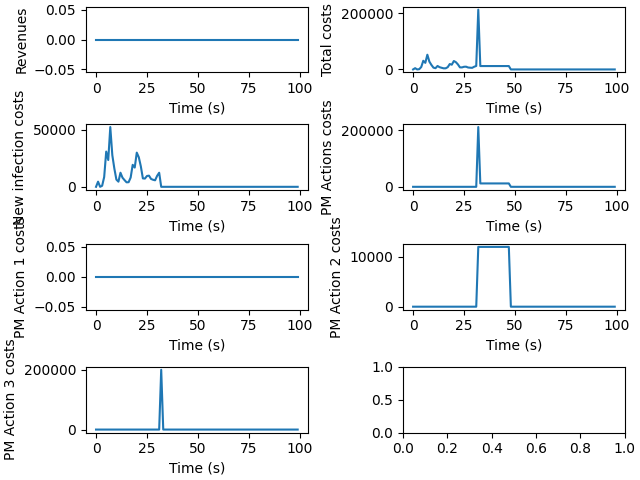 Revenues
0.05
0.00
−0.05
0 25 50 75 100
Time (s)
Total costs
200000
0
0 25 50 75 100
Time (s)
New infection costs
50000
0
0 25 50 75 100
Time (s)
PM Actions costs
200000
0
0 25 50 75 100
Time (s)
PM Action 1 costs
0.05
0.00
−0.05
0 25 50 75 100
Time (s)
PM Action 2 costs
10000
0
0 25 50 75 100
Time (s)
PM Action 3 costs
200000
0
0 25 50 75 100
Time (s)
1.0
0.5
0.0
0.0 0.2 0.4 0.6 0.8 1.0